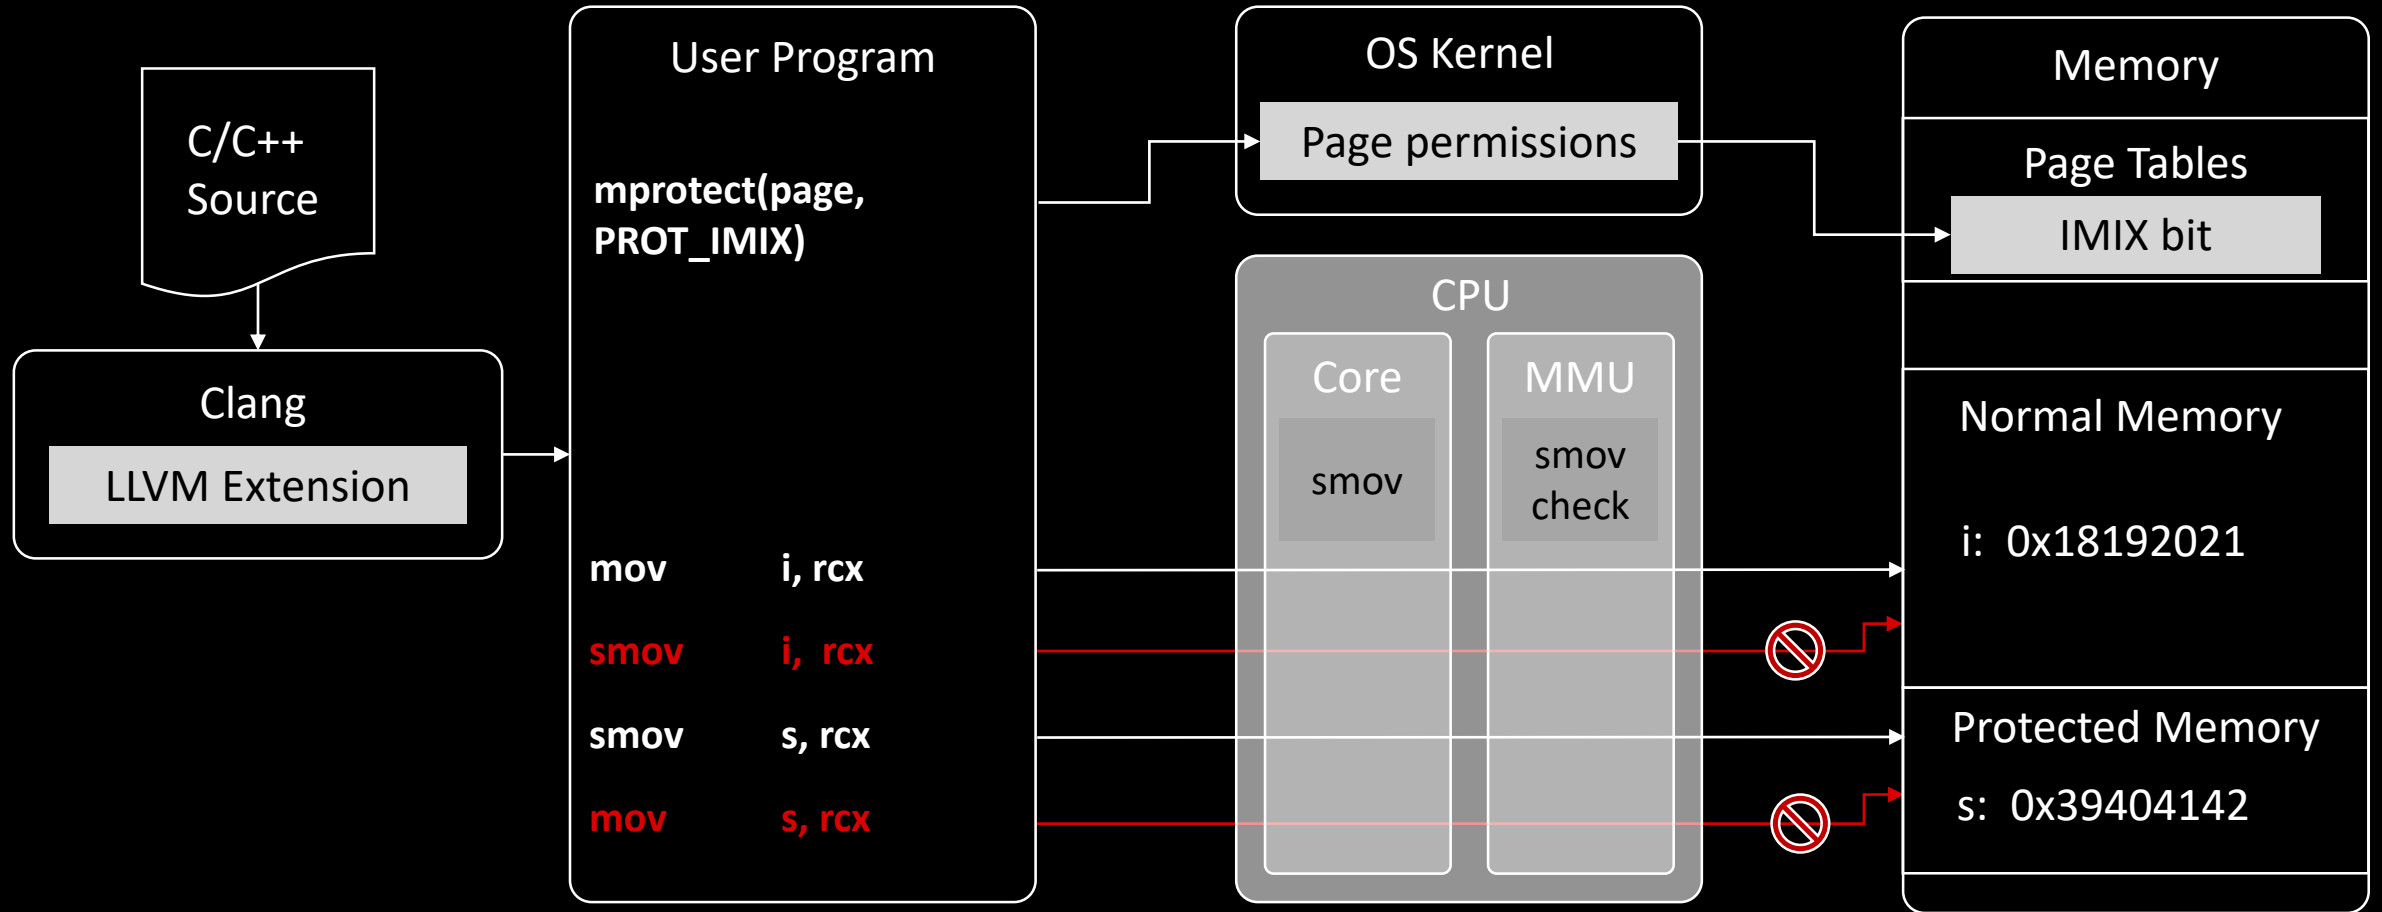 C/C++
Source
Clang
LLVM Extension
User Program
mprotect(page,
PROT_IMIX)
mov i, rcx
smov i, rcx
smov s, rcx
mov s, rcx
OS Kernel
Page permissions
CPU
Core
smov
MMU
smov
check
Memory
Page Tables
IMIX bit
Normal Memory
i: 0x18192021
Protected Memory
s: 0x39404142